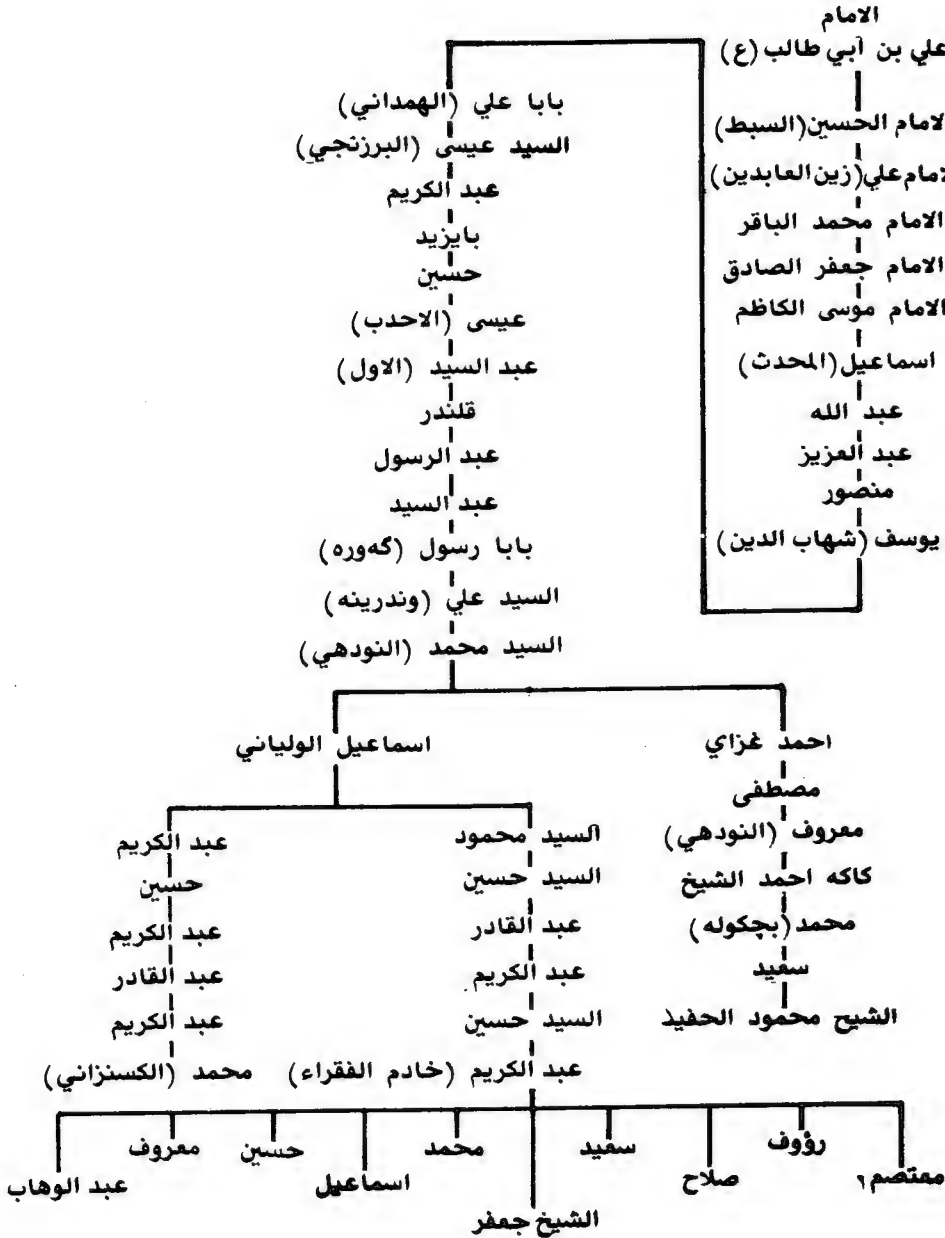 الامام
علي بن أبي طالب (ع)
الامام الحسين (السبط)
لامام علي (زين العابدين)
الامام محمد الباقر
الامام جعفر الصادق
الامام موسى الكاظم
اسماعيل (المحدث)
عبد الله
عبد العزيز
منصور
يوسف (شهاب الدين)
بابا علي (الهمداني)
السيد عيسى (البرزنجي)
عبد الكريم
بايزيد
حسين
عيسى (الاحدب)
عبد السيد (الاول)
قلندر
عبد الرسول
عبد السيد
بابا رسول (گەوره)
السيد علي (وندرينه)
السيد محمد (النودهي)
احمد غزاي
مصطفى
معروف (النودهي)
كاكه احمد الشيخ
محمد (بچكوله)
سعيد
الشيخ محمود الحفيد
اسماعيل الولياني
السيد محمود
السيد حسين
عبد القادر
عبد الكريم
السيد حسين
عبد الكريم (خادم الفقراء)
عبد الكريم
حسين
عبد الكريم
عبد القادر
عبد الكريم
محمد (الكسنزاني)
معتصم
رؤوف
صلاح
سعيد
الشيخ جعفر
محمد
اسماعيل
حسين
معروف
عبد الوهاب